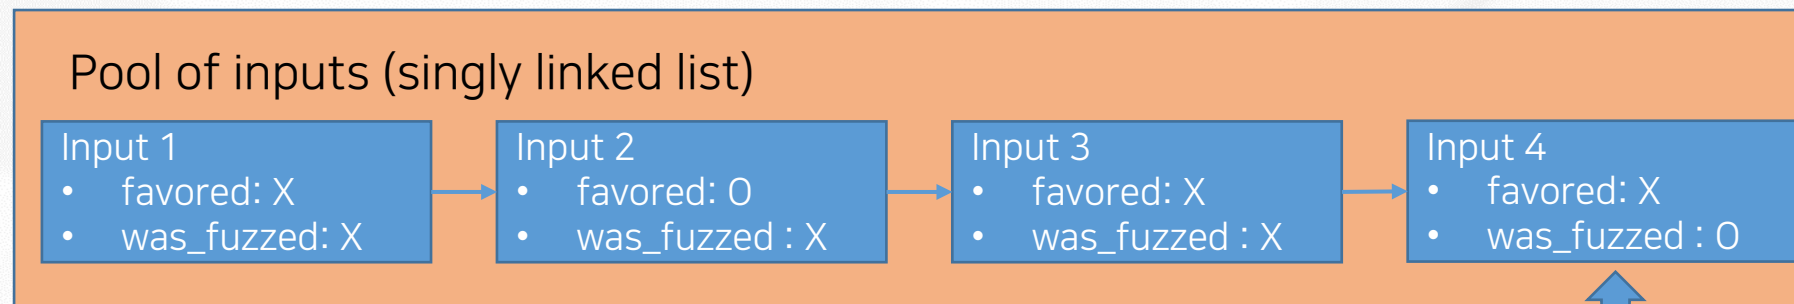 Pool of inputs (singly linked list)
Input 1
• favored: X
• was_fuzzed: X
Input 2
• favored: O
• was_fuzzed : X
Input 3
• favored: X
• was_fuzzed : X
Input 4
• favored: X
• was_fuzzed : O